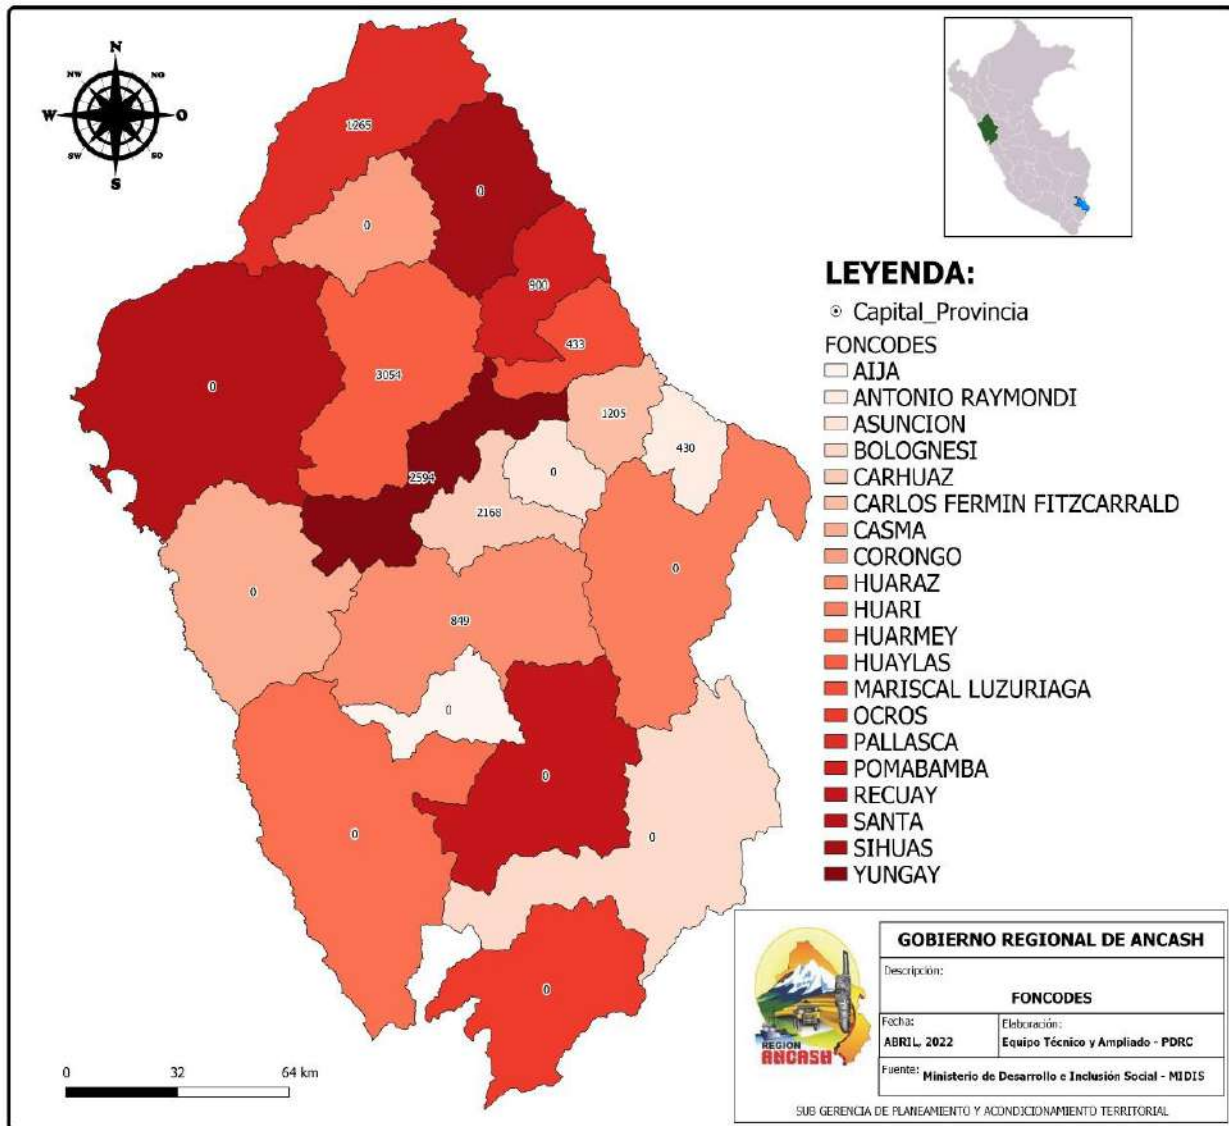 N
NW
NO
W
O
SW
SO
S
1265
0
0
900
433
3054
0
1205
430
0
2594
2168
0
0
849
0
0
0
0
0
LEYENDA:
Capital_Provincia
FONCODES
AIJA
ANTONIO RAYMONDI
ASUNCION
BOLOGNESI
CARHUAZ
CARLOS FERMIN FITZCARRALD
CASMA
CORONGO
HUARAZ
HUARI
HUARMEY
HUAYLAS
MARISCAL LUZURIAGA
OCROS
PALLASCA
POMABAMBA
RECUAY
SANTA
SIHUAS
YUNGAY
0 32 64 km
REGION
ANCASH
GOBIERNO REGIONAL DE ANCASH
Descripción:
FONCODES
Fecha:
ABRIL, 2022
Elaboración:
Equipo Técnico y Ampliado - PDRC
Fuente: Ministerio de Desarrollo e Inclusión Social - MIDIS
SUB GERENCIA DE PLANEAMIENTO Y ACONDICIONAMIENTO TERRITORIAL